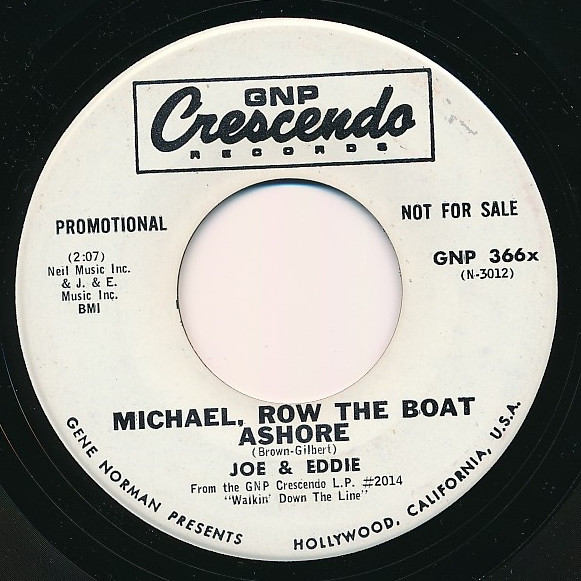 GNP
Crescendo
RECORDS
PROMOTIONAL
NOT FOR SALE
(2:07)
Neil Music Inc.
& J. & E.
Music Inc.
BMI
GNP 366x
(N-3012)
MICHAEL, ROW THE BOAT
ASHORE
(Brown-Gilbert)
JOE & EDDIE
From the GNP Crescendo L.P. #2014
"Walkin' Down The Line"
GENE NORMAN PRESENTS
HOLLYWOOD, CALIFORNIA, U.S.A.